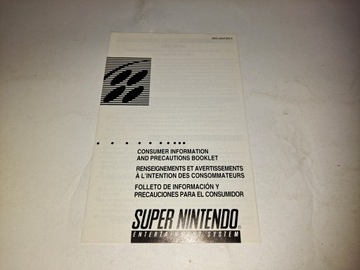 CONSUMER INFORMATION
AND PRECAUTIONS BOOKLET
RENSEIGNEMENTS ET AVERTISSEMENTS
À L'INTENTION DES CONSOMMATEURS
FOLLETO DE INFORMACIÓN Y
PRECAUCIONES PARA EL CONSUMIDOR
SUPER NINTENDO
ENTERTAINMENT SYSTEM